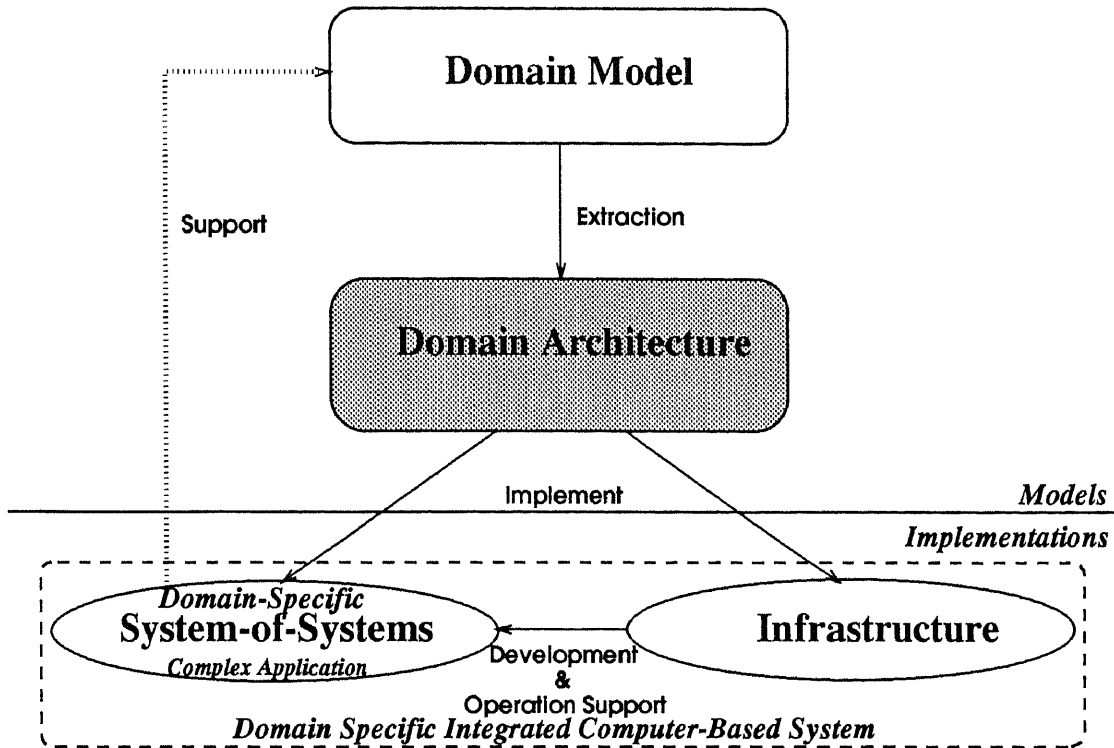 Domain Model
Support
Extraction
Domain Architecture
Implement
Models
Implementations
Domain-Specific
System-of-Systems
Complex Application
Infrastructure
Development
&
Operation Support
Domain Specific Integrated Computer-Based System